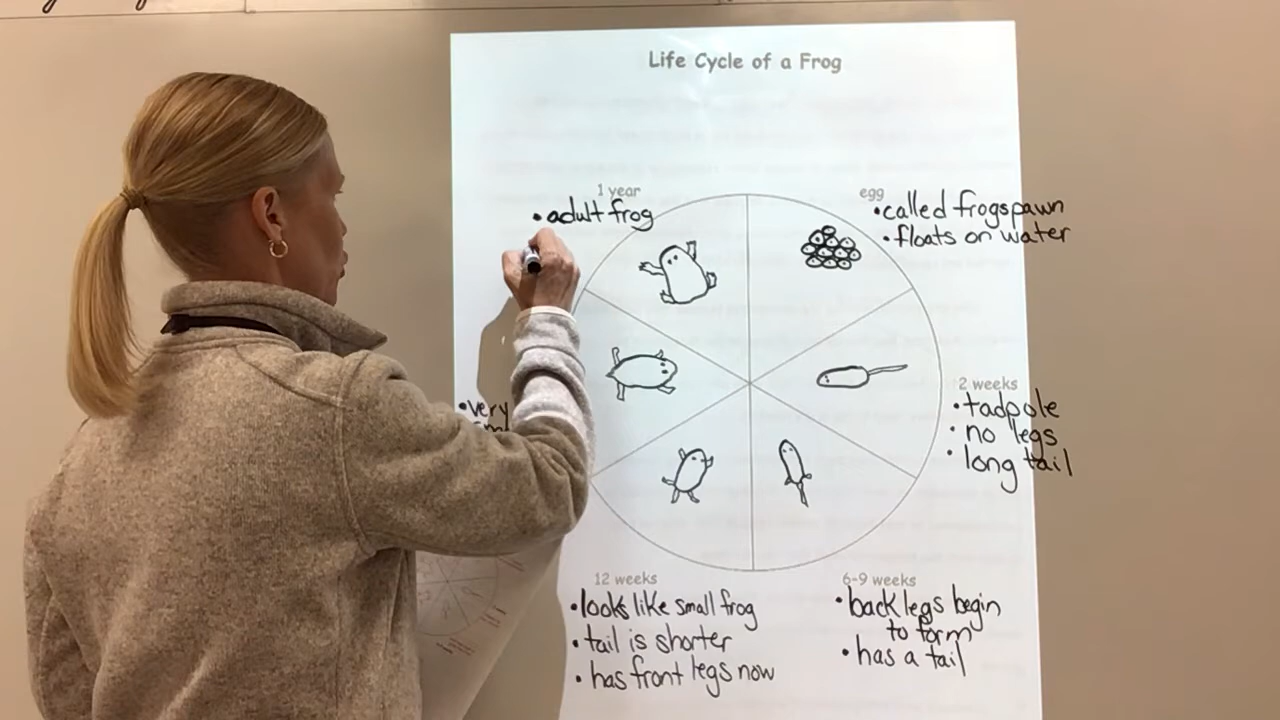 Life Cycle of a Frog
1 year
•adult frog
egg
•called frogspawn
•floats on water
2 weeks
•tadpole
•no legs
•long tail
•very
12 weeks
•looks like small frog
•tail is shorter
•has front legs now
6-9 weeks
•back legs begin
to form
•has a tail